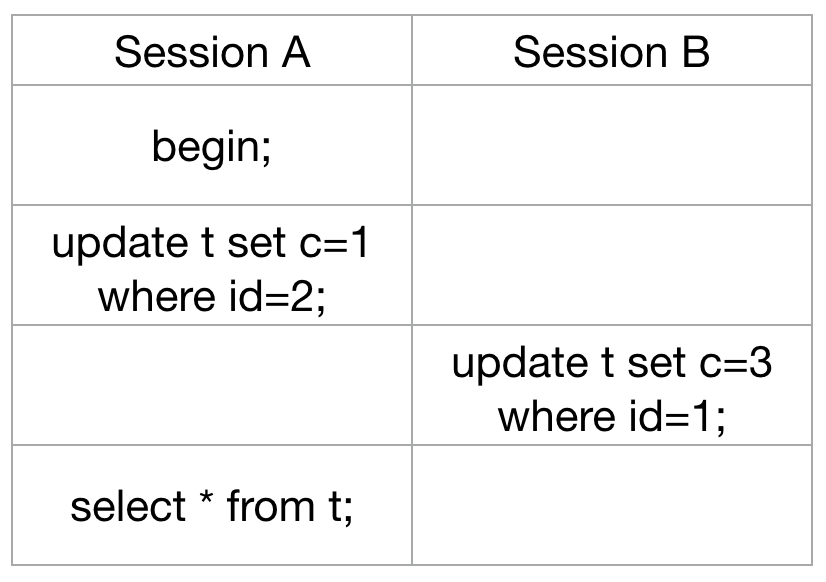 Session A
Session B
begin;
update t set c=1
where id=2;
update t set c=3
where id=1;
select * from t;